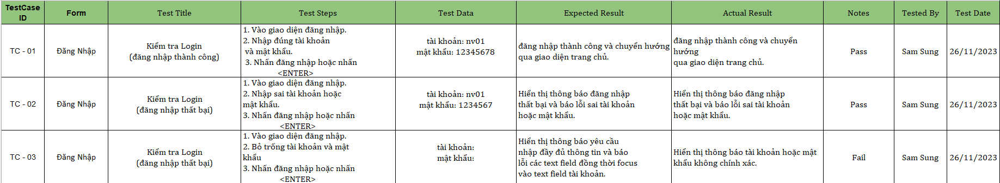 TestCase
ID
Form
Test Title
Test Steps
Test Data
Expected Result
Actual Result
Notes
Tested By
Test Date
TC - 01
Đăng Nhập
Kiểm tra Login
(đăng nhập thành công)
1. Vào giao diện đăng nhập.
2. Nhập đúng tài khoản
và mật khẩu.
3. Nhấn đăng nhập hoặc nhấn
<ENTER>
tài khoản: nv01
mật khẩu: 12345678
đăng nhập thành công và chuyển hướng
qua giao diện trang chủ.
đăng nhập thành công và chuyển
hướng
qua giao diện trang chủ.
Pass
Sam Sung
26/11/2023
TC - 02
Đăng Nhập
Kiểm tra Login
(đăng nhập thất bại)
1. Vào giao diện đăng nhập.
2. Nhập sai tài khoản hoặc
mật khẩu.
3. Nhấn đăng nhập hoặc nhấn
<ENTER>
tài khoản: nv01
mật khẩu: 1234567
Hiển thị thông báo đăng nhập
thất bại và báo lỗi sai tài khoản
hoặc mật khẩu.
Hiển thị thông báo đăng nhập
thất bại và báo lỗi sai tài khoản
hoặc mật khẩu.
Pass
Sam Sung
26/11/2023
TC - 03
Đăng Nhập
Kiểm tra Login
(đăng nhập thất bại)
1. Vào giao diện đăng nhập.
2. Bỏ trống tài khoản và mật
khẩu
3. Nhấn đăng nhập hoặc nhấn
<ENTER>
tài khoản:
mật khẩu:
Hiển thị thông báo yêu cầu
nhập đầy đủ thông tin và báo
lỗi các text field đồng thời focus
vào text field tài khoản.
Hiển thị thông báo tài khoản hoặc mật
khẩu không chính xác.
Fail
Sam Sung
26/11/2023